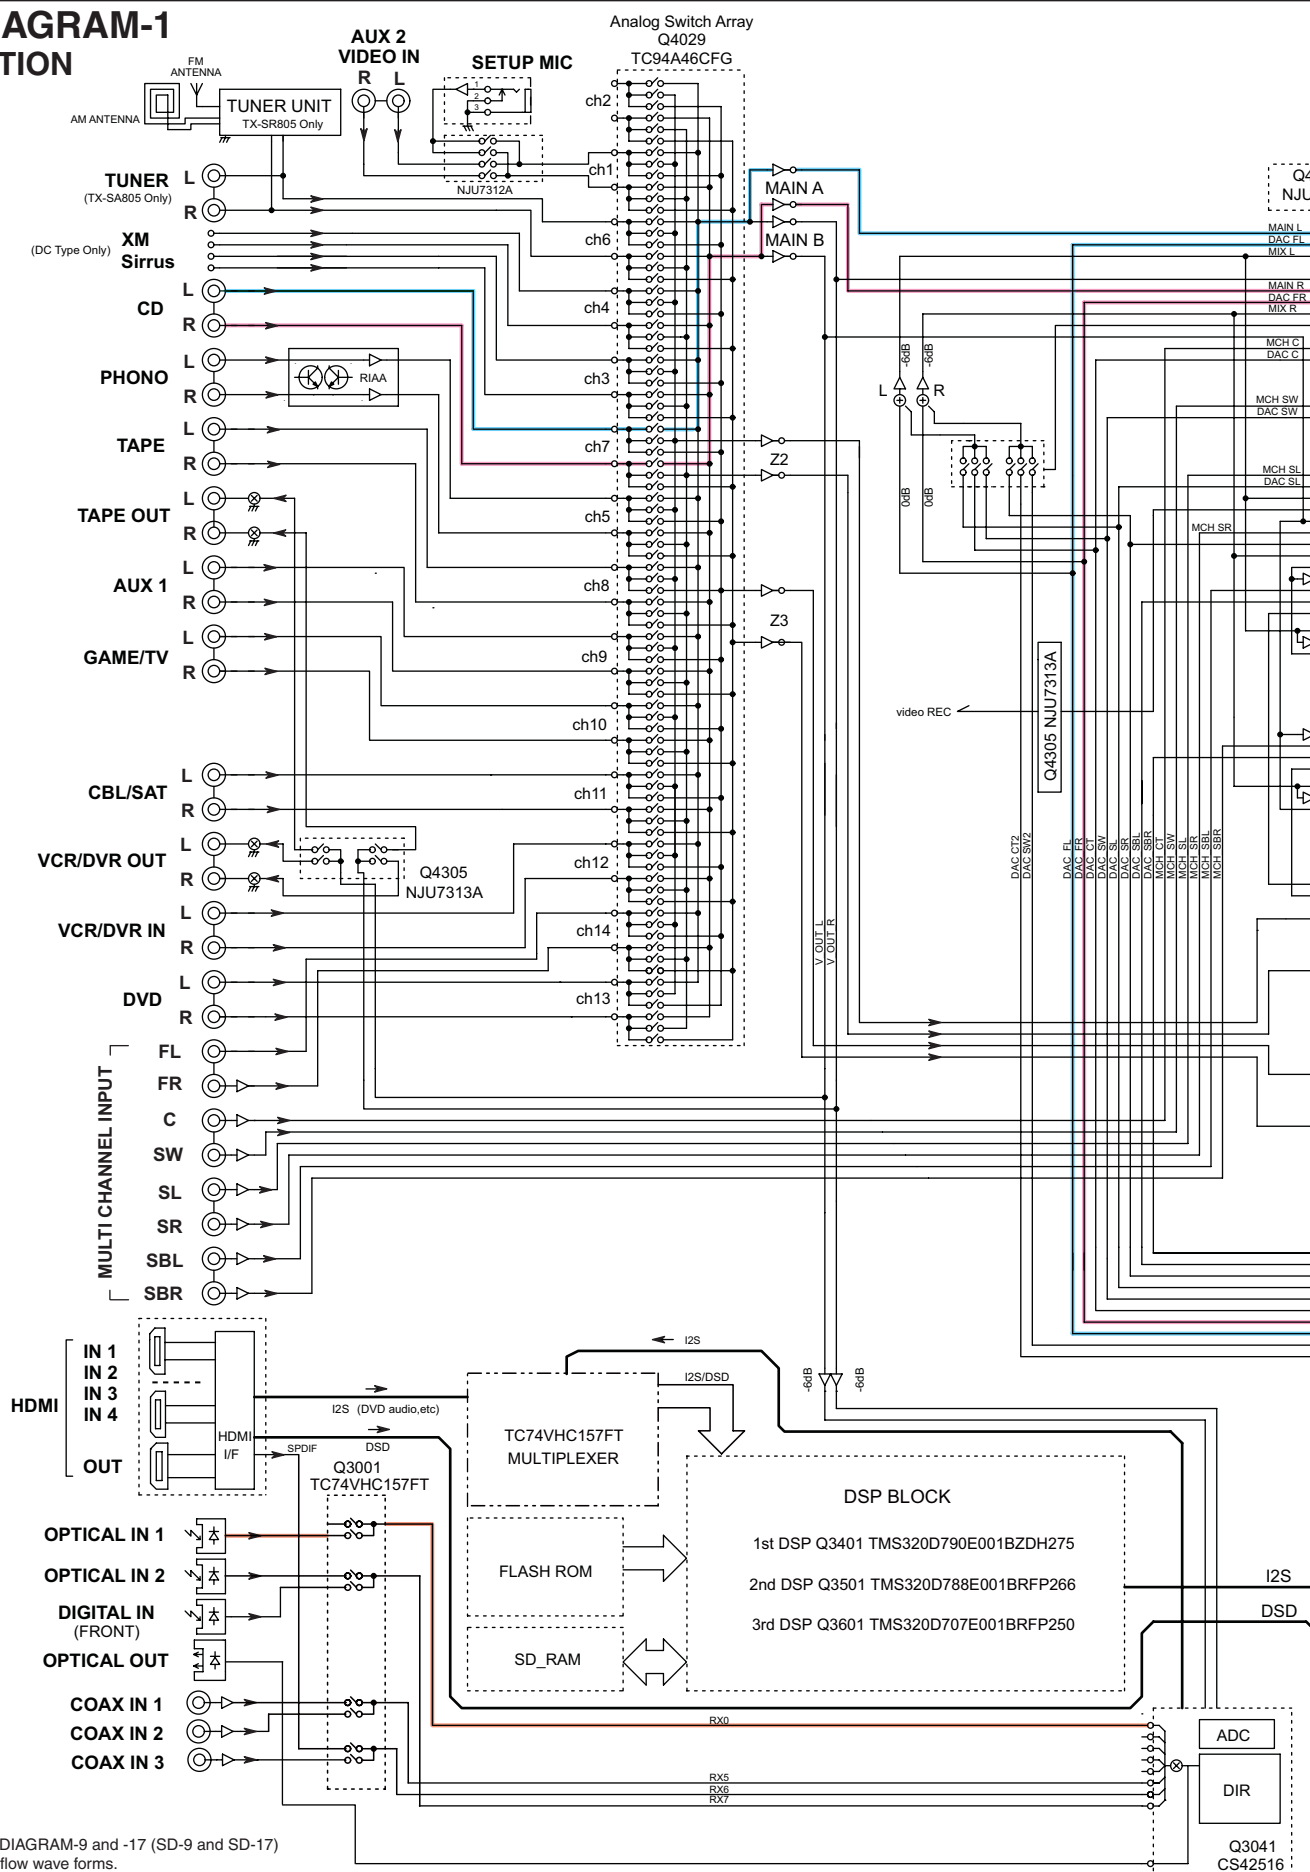 AGRAM-1
TION
FM
ANTENNA
AM ANTENNA
TUNER UNIT
TX-SR805 Only
AUX 2
VIDEO IN
R L
SETUP MIC
1
2
3
NJU7312A
Analog Switch Array
Q4029
TC94A46CFG
ch2
ch1
ch6
ch4
ch3
ch7
ch5
ch8
ch9
ch10
ch11
ch12
ch14
ch13
TUNER L
(TX-SA805 Only)
R
XM
(DC Type Only)
Sirrus
L
CD
R
L
PHONO
R
RIAA
L
TAPE
R
L
TAPE OUT
R
L
AUX 1
R
L
GAME/TV
R
L
CBL/SAT
R
L
VCR/DVR OUT
R
Q4305
NJU7313A
L
VCR/DVR IN
R
L
DVD
R
MULTI CHANNEL INPUT
FL
FR
C
SW
SL
SR
SBL
SBR
MAIN A
MAIN B
Z2
Z3
Q4
NJU
MAIN L
DAC FL
MIX L
MAIN R
DAC FR
MIX R
MCH C
DAC C
MCH SW
DAC SW
MCH SL
DAC SL
MCH SR
-6dB
-6dB
L R
0dB
0dB
video REC
Q4305 NJU7313A
V OUT L
V OUT R
DAC CT2
DAC SW2
DAC FL
DAC FR
DAC CT
DAC SW
DAC SL
DAC SR
DAC SBL
DAC SBR
MCH CT
MCH SW
MCH SL
MCH SR
MCH SBL
MCH SBR
HDMI
IN 1
IN 2
IN 3
IN 4
OUT
HDMI
I/F
I2S (DVD audio,etc)
DSD
SPDIF
Q3001
TC74VHC157FT
I2S
I2S/DSD
-6dB
-6dB
TC74VHC157FT
MULTIPLEXER
FLASH ROM
SD_RAM
DSP BLOCK
1st DSP Q3401 TMS320D790E001BZDH275
2nd DSP Q3501 TMS320D788E001BRFP266
3rd DSP Q3601 TMS320D707E001BRFP250
I2S
DSD
OPTICAL IN 1
OPTICAL IN 2
DIGITAL IN
(FRONT)
OPTICAL OUT
COAX IN 1
COAX IN 2
COAX IN 3
RX0
RX5
RX6
RX7
ADC
DIR
Q3041
CS42516
DIAGRAM-9 and -17 (SD-9 and SD-17)
flow wave forms.